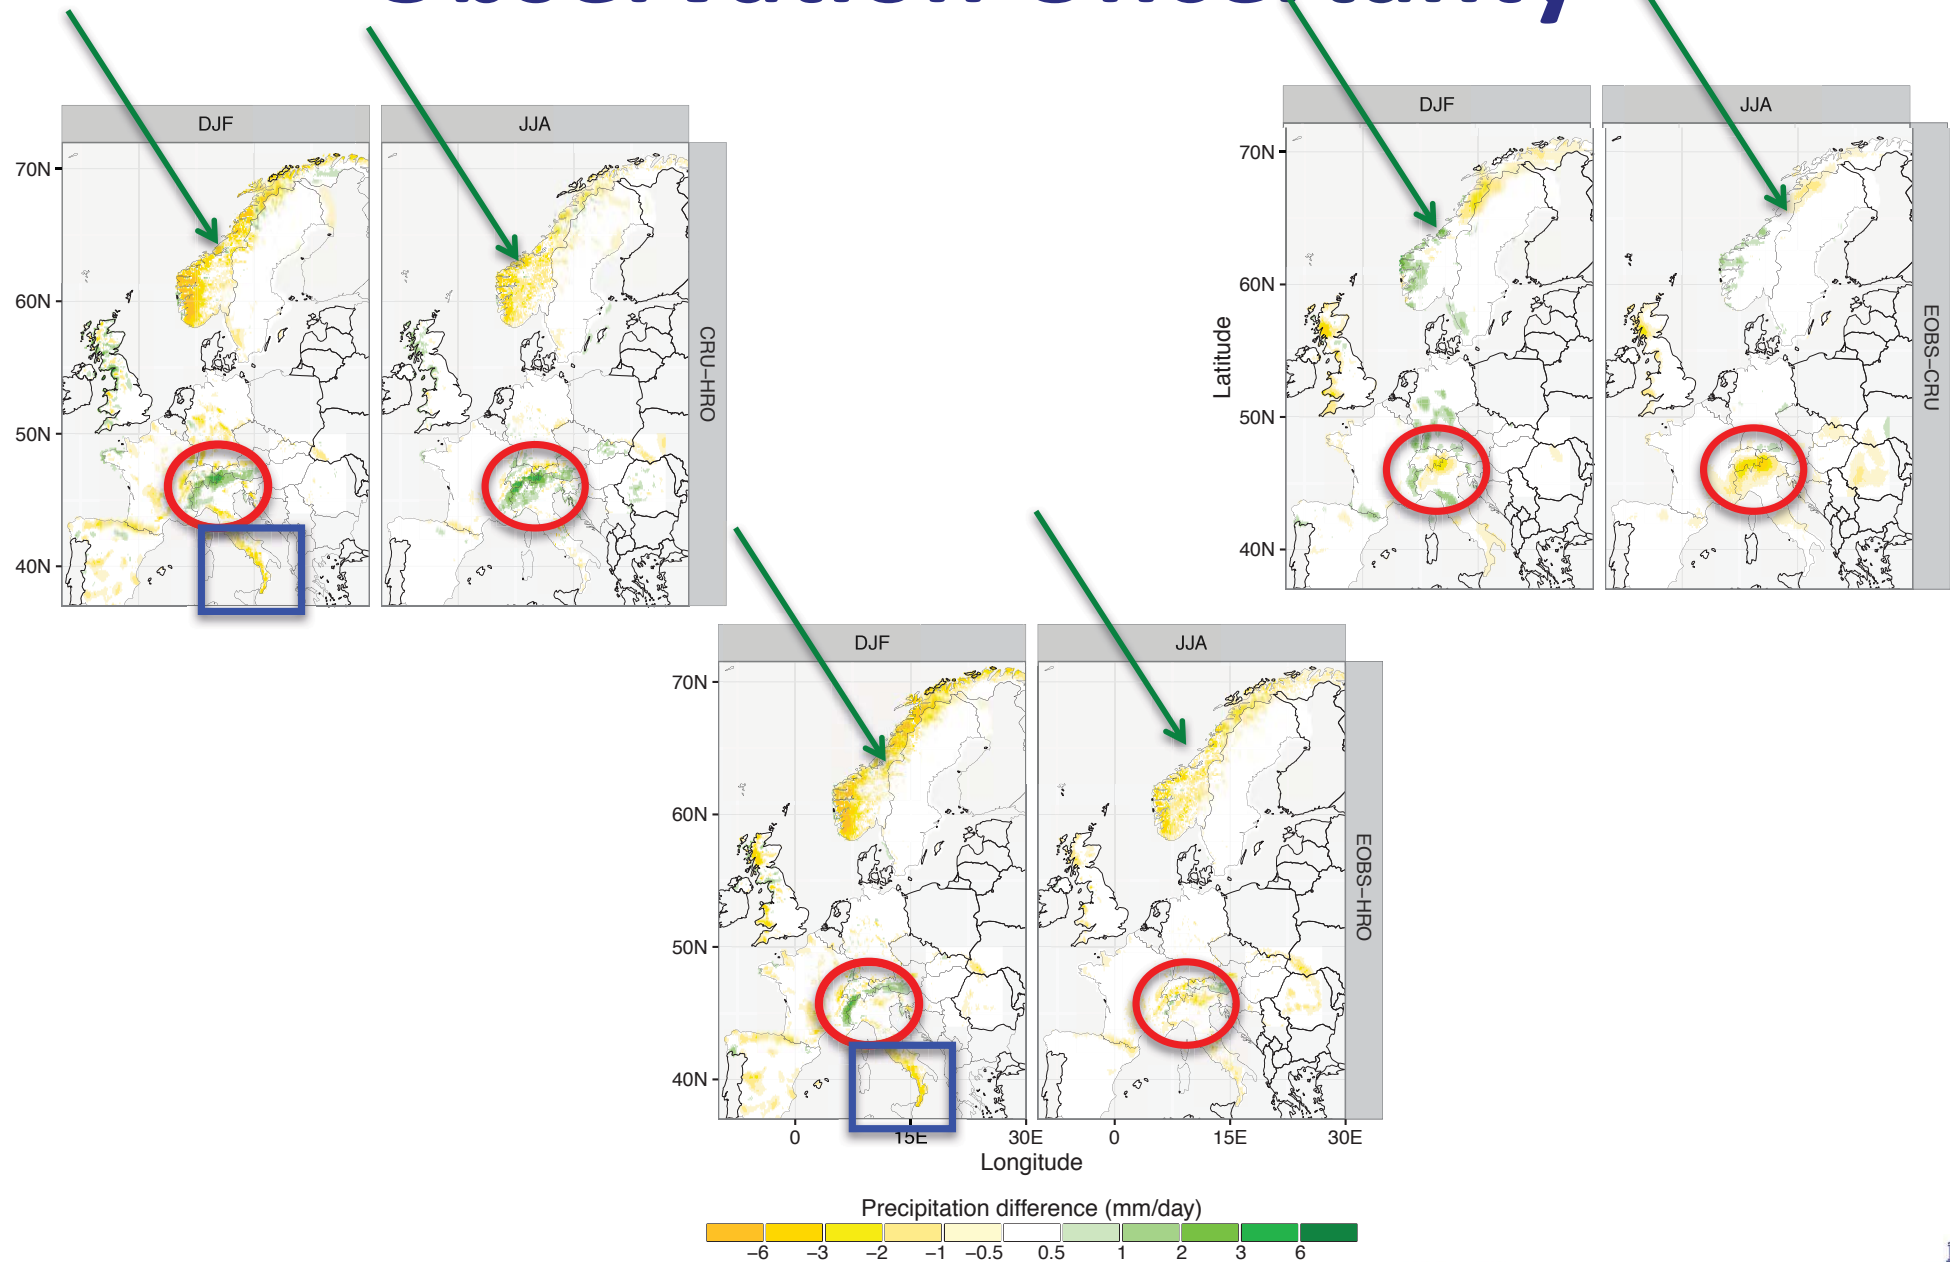 Observation Uncertainty
DJF
JJA
70N
60N
50N
40N
CRU–HRO
DJF
JJA
70N
60N
50N
40N
Latitude
EOBS–CRU
DJF
JJA
70N
60N
50N
40N
EOBS–HRO
0
15E
30E
0
15E
30E
Longitude
Precipitation difference (mm/day)
−6
−3
−2
−1
−0.5
0.5
1
2
3
6